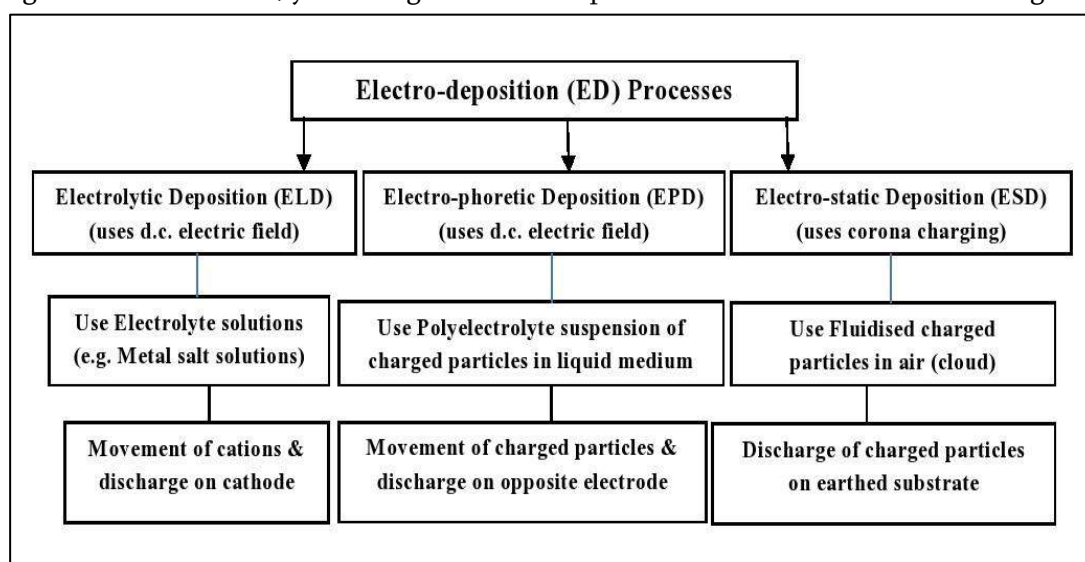 Electro-deposition (ED) Processes
Electrolytic Deposition (ELD)
(uses d.c. electric field)
Electro-phoretic Deposition (EPD)
(uses d.c. electric field)
Electro-static Deposition (ESD)
(uses corona charging)
Use Electrolyte solutions
(e.g. Metal salt solutions)
Use Polyelectrolyte suspension of
charged particles in liquid medium
Use Fluidised charged
particles in air (cloud)
Movement of cations &
discharge on cathode
Movement of charged particles &
discharge on opposite electrode
Discharge of charged particles
on earthed substrate